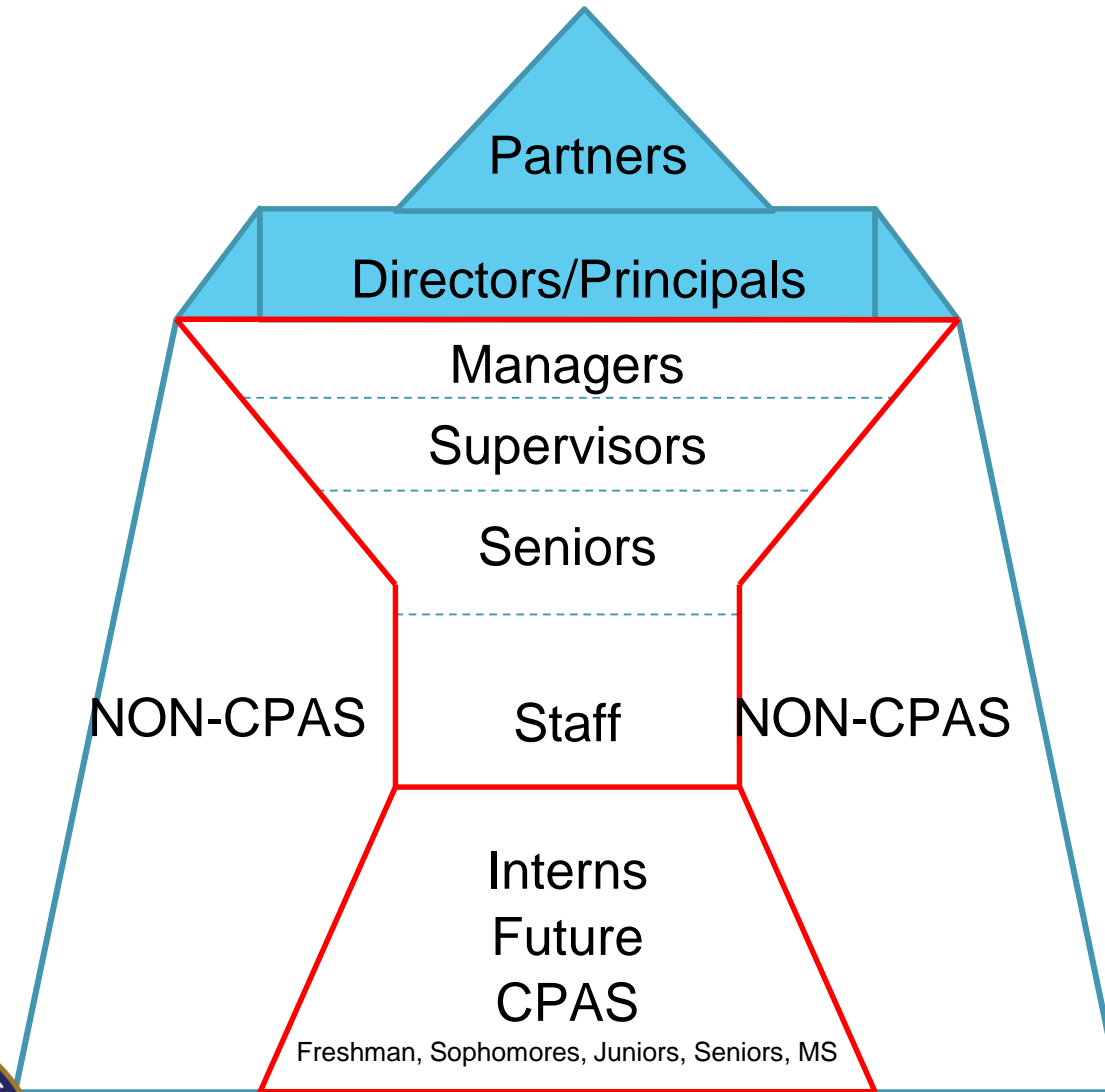 Partners
Directors/Principals
Managers
Supervisors
Seniors
NON-CPAS
Staff
NON-CPAS
Interns
Future
CPAS
Freshman, Sophomores, Juniors, Seniors, MS